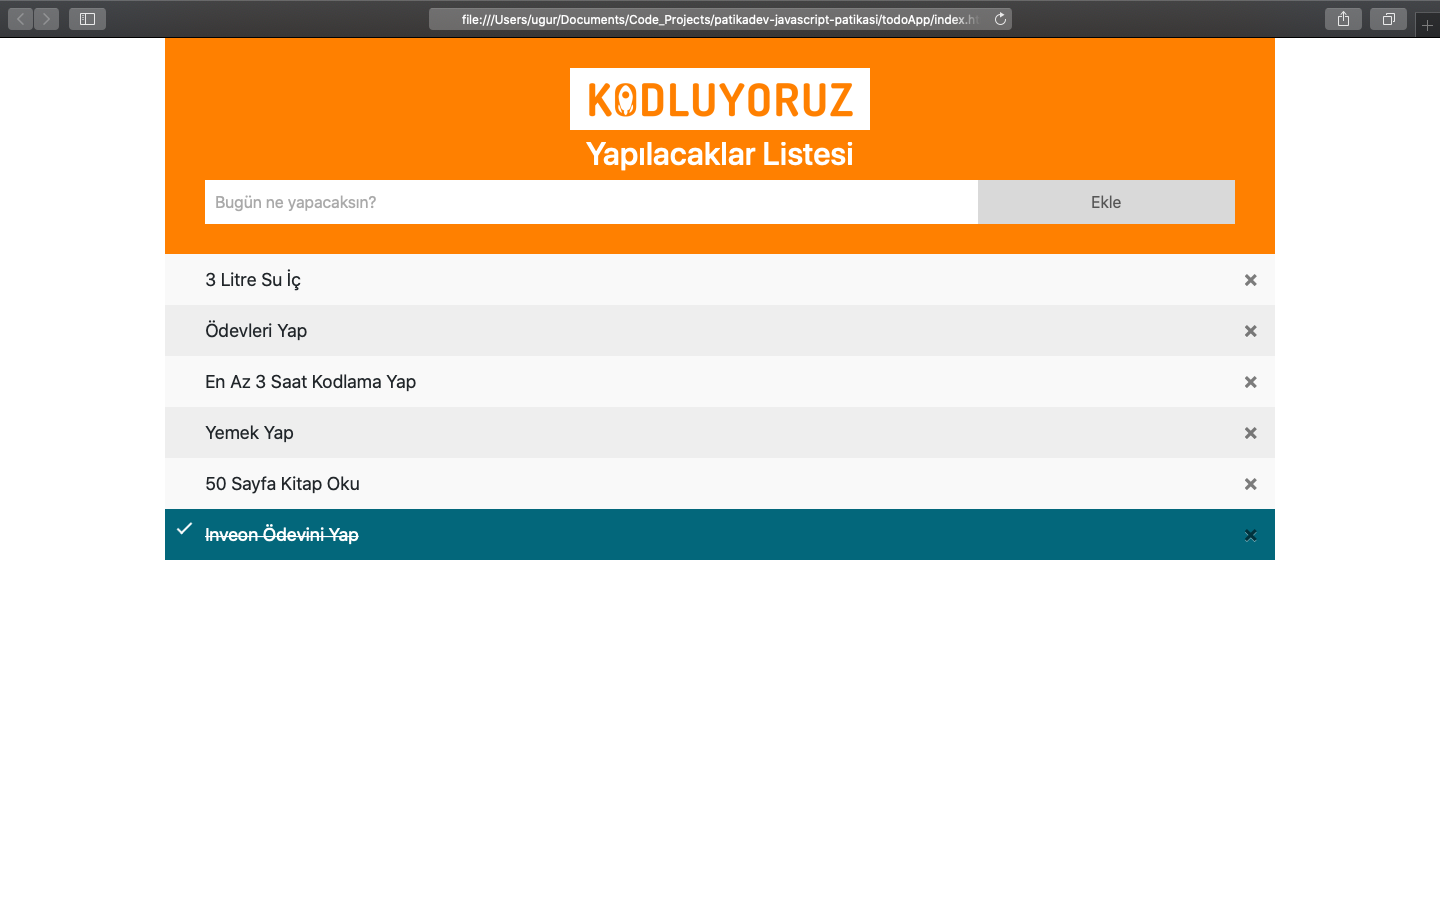 file:///Users/ugur/Documents/Code_Projects/patikadev-javascript-patikasi/todoApp/index.ht
KODLUYORUZ
Yapılacaklar Listesi
Bugün ne yapacaksın?
Ekle
3 Litre Su İç
Ödevleri Yap
En Az 3 Saat Kodlama Yap
Yemek Yap
50 Sayfa Kitap Oku
Inveon Ödevini Yap